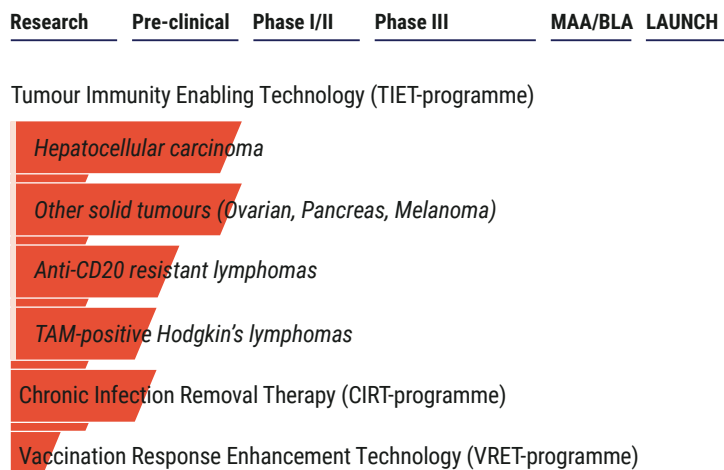 Research Pre-clinical Phase I/II Phase III MAA/BLA LAUNCH
Tumour Immunity Enabling Technology (TIET-programme)
Hepatocellular carcinoma
Other solid tumours (Ovarian, Pancreas, Melanoma)
Anti-CD20 resistant lymphomas
TAM-positive Hodgkin's lymphomas
Chronic Infection Removal Therapy (CIRT-programme)
Vaccination Response Enhancement Technology (VRET-programme)